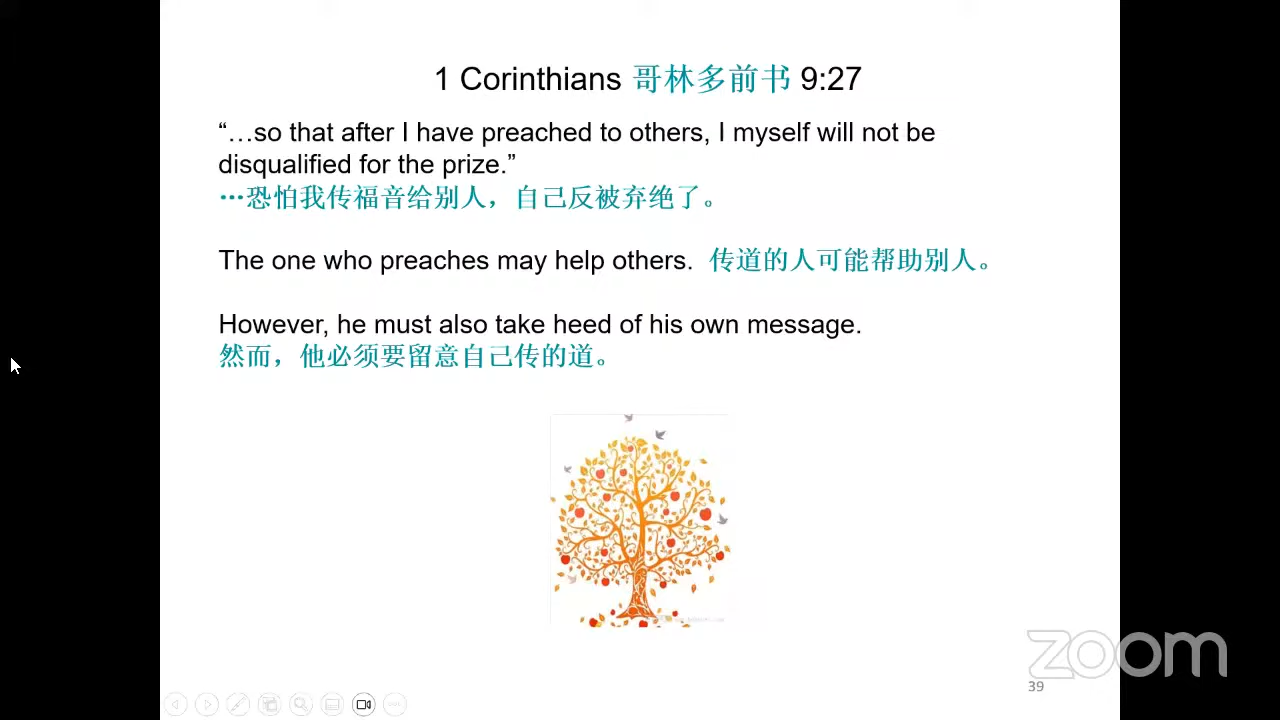 1 Corinthians 哥林多前书 9:27
“…so that after I have preached to others, I myself will not be
disqualified for the prize.”
…恐怕我传福音给别人，自己反被弃绝了。
The one who preaches may help others. 传道的人可能帮助别人。
However, he must also take heed of his own message.
然而，他必须要留意自己传的道。
zoom
39